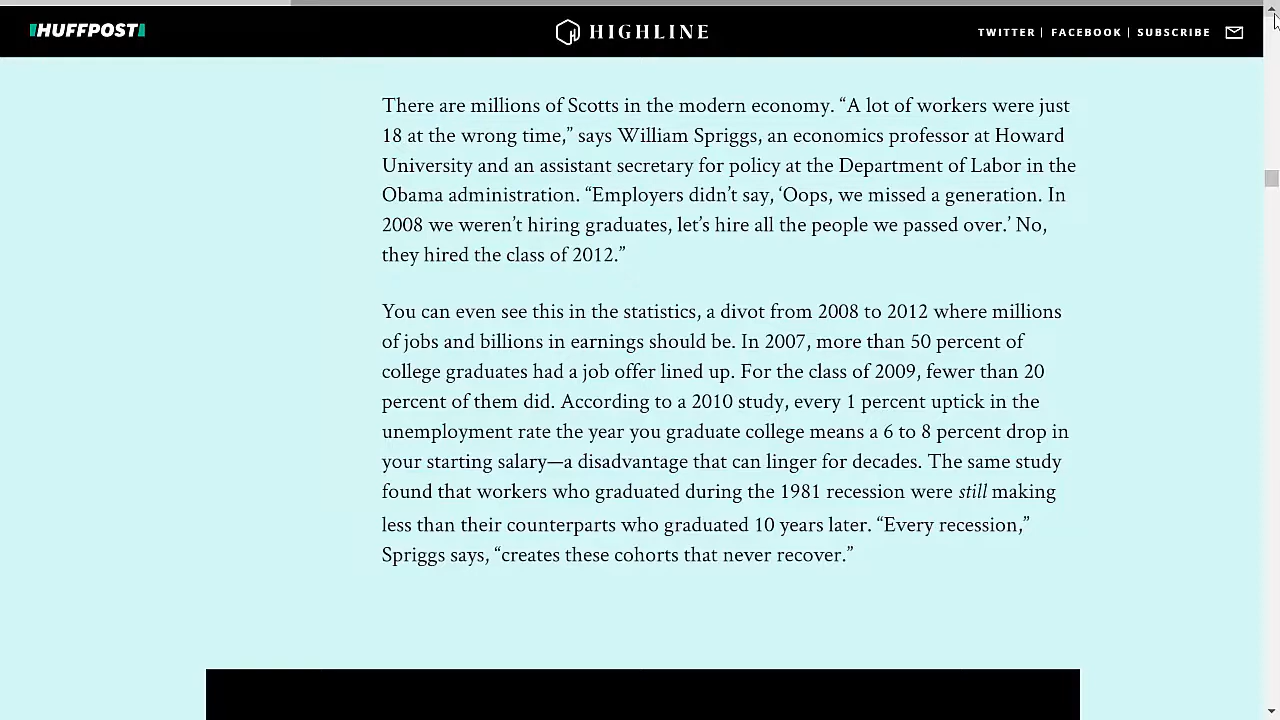 HUFFPOST
HIGHLINE
TWITTER | FACEBOOK | SUBSCRIBE
There are millions of Scotts in the modern economy. “A lot of workers were just
18 at the wrong time,” says William Spriggs, an economics professor at Howard
University and an assistant secretary for policy at the Department of Labor in the
Obama administration. “Employers didn’t say, ‘Oops, we missed a generation. In
2008 we weren’t hiring graduates, let’s hire all the people we passed over.’ No,
they hired the class of 2012.”
You can even see this in the statistics, a divot from 2008 to 2012 where millions
of jobs and billions in earnings should be. In 2007, more than 50 percent of
college graduates had a job offer lined up. For the class of 2009, fewer than 20
percent of them did. According to a 2010 study, every 1 percent uptick in the
unemployment rate the year you graduate college means a 6 to 8 percent drop in
your starting salary—a disadvantage that can linger for decades. The same study
found that workers who graduated during the 1981 recession were still making
less than their counterparts who graduated 10 years later. “Every recession,”
Spriggs says, “creates these cohorts that never recover.”